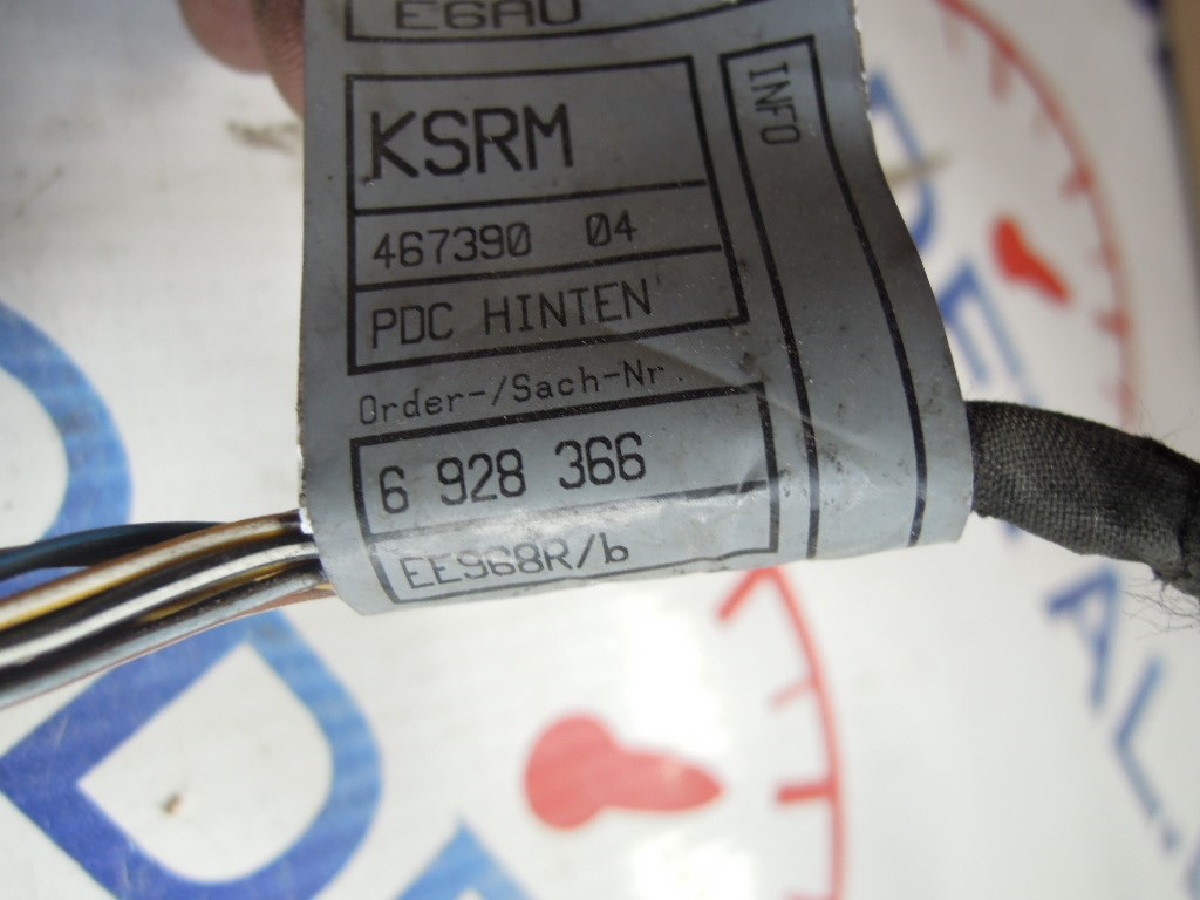 E6AU
KSRM
467390 04
PDC HINTEN
Order-/Sach-Nr.
6 928 366
EE968R/b
INFO